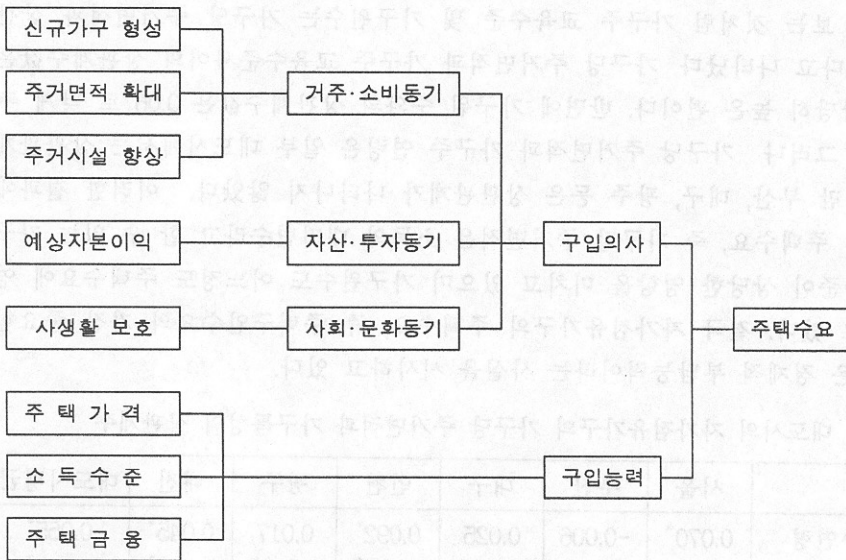 신규가구 형성
주거면적 확대
주거시설 향상
거주·소비동기
예상자본이익
자산·투자동기
구입의사
사생활 보호
사회·문화동기
주택수요
주 택 가 격
소 득 수 준
구입능력
주 택 금 융